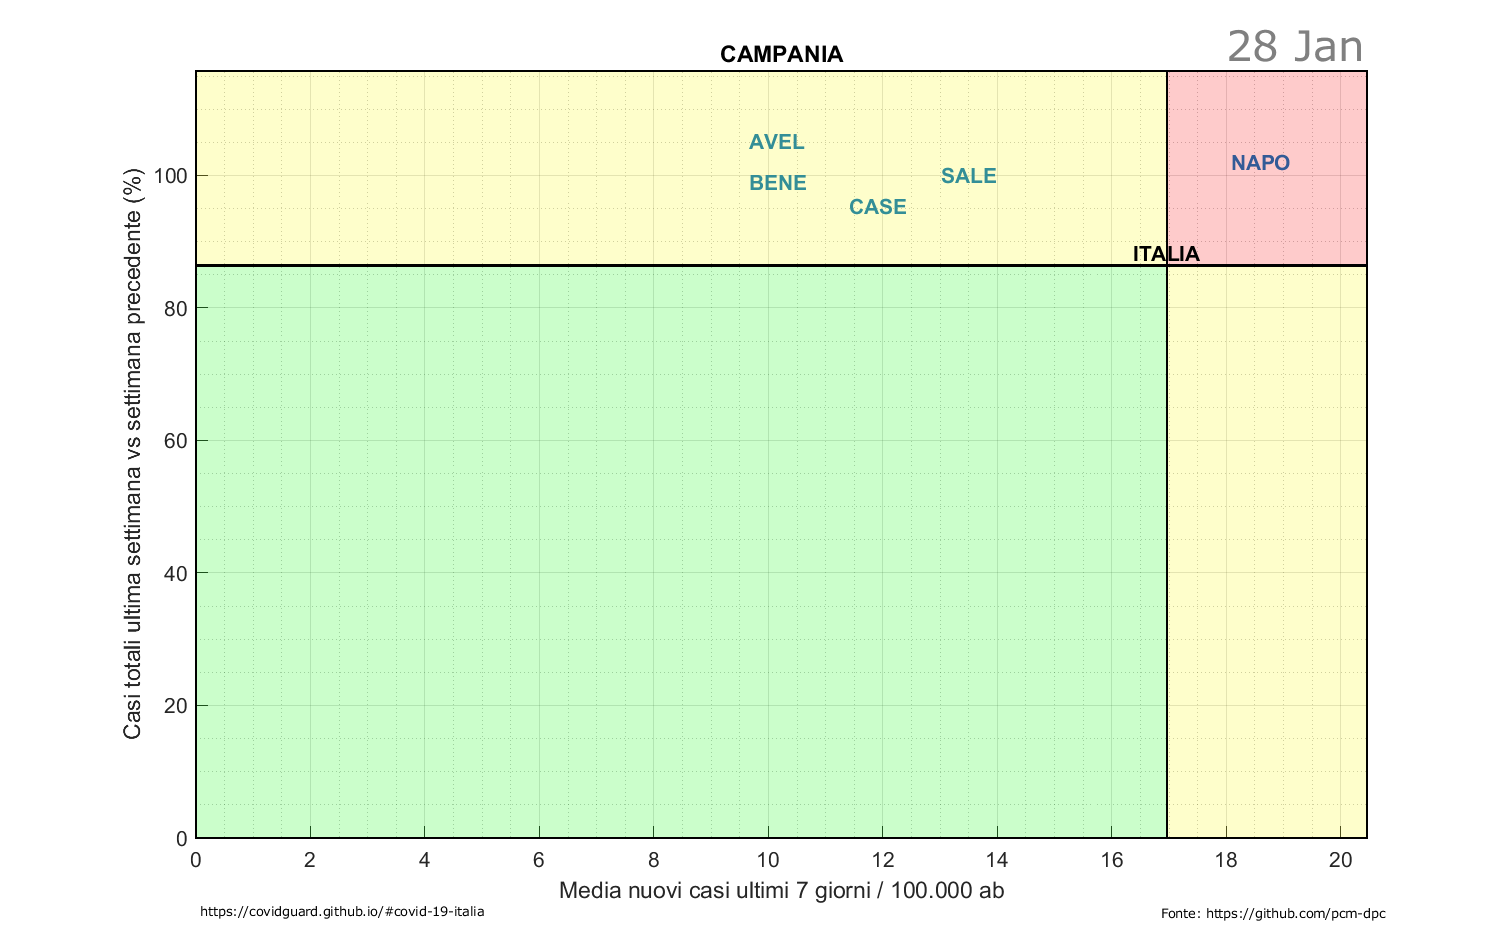 28 Jan
CAMPANIA
AVEL
BENE
SALE
CASE
NAPO
ITALIA
100
80
60
40
20
0
Casi totali ultima settimana vs settimana precedente (%)
0 2 4 6 8 10 12 14 16 18 20
Media nuovi casi ultimi 7 giorni / 100.000 ab
https://covidguard.github.io/#covid-19-italia
Fonte: https://github.com/pcm-dpc